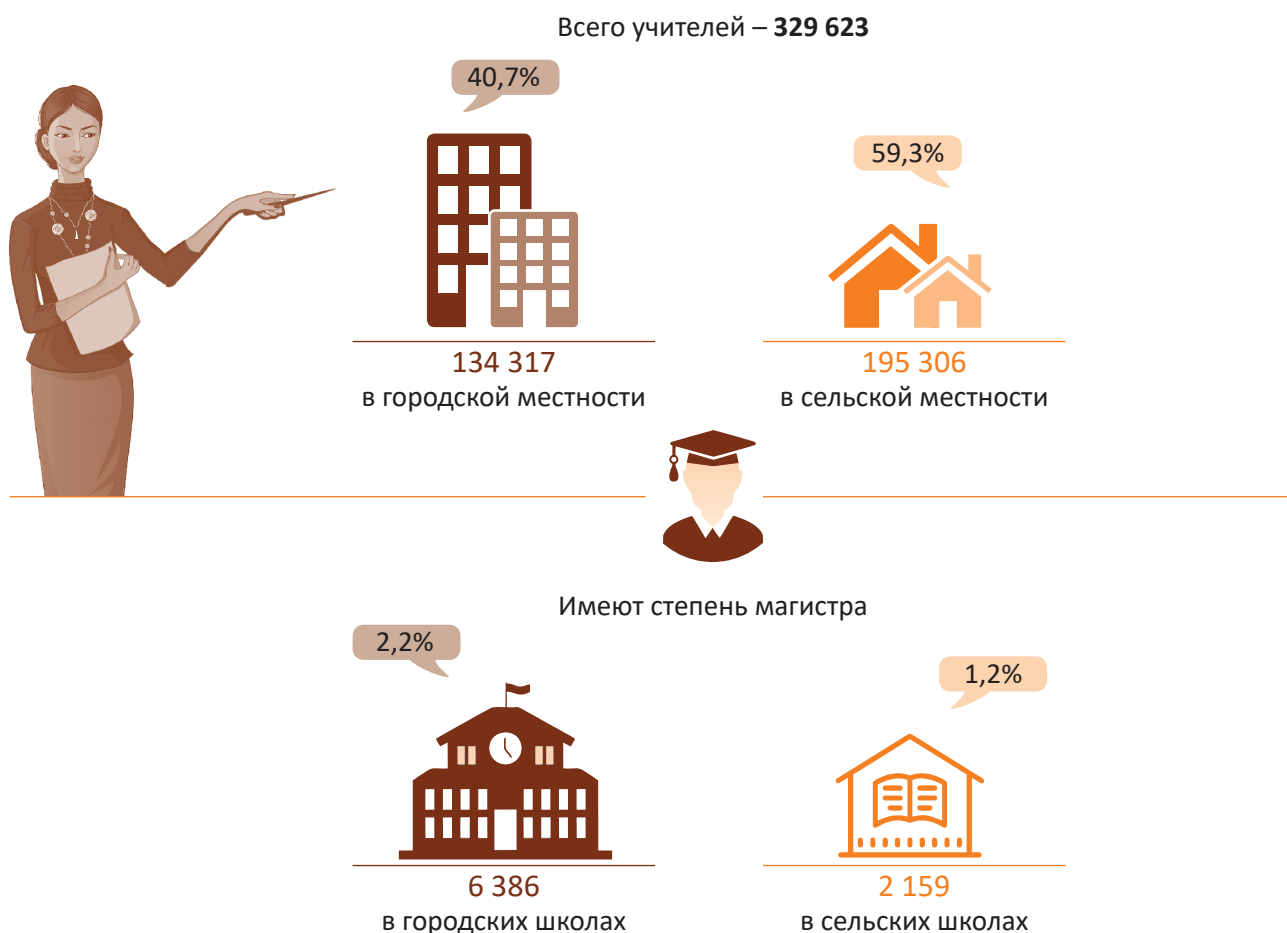 Всего учителей – 329 623
40,7%
59,3%
134 317
в городской местности
195 306
в сельской местности
Имеют степень магистра
2,2%
1,2%
6 386
в городских школах
2 159
в сельских школах